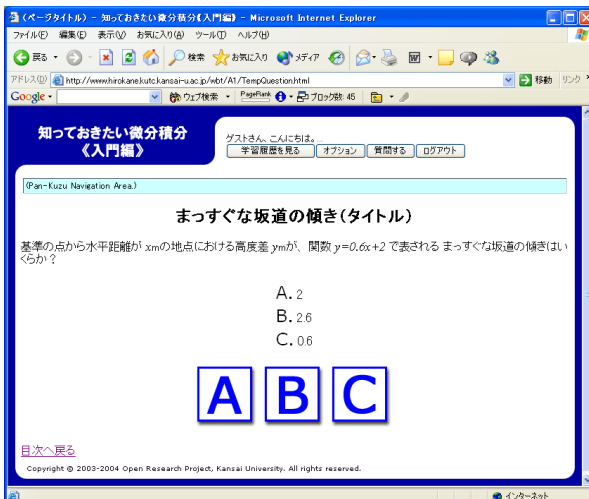 (ページタイトル) - 知っておきたい微分積分《入門編》 - Microsoft Internet Explorer
ファイル(F) 編集(E) 表示(V) お気に入り(A) ツール(T) ヘルプ(H)
戻る 検索 お気に入り メディア
アドレス(D) http://www.hirokane.kutc.kansai-u.ac.jp/wbt/A1/TempQuestion.html 移動 リンク
Google ウェブ検索 PageRank ブロック数: 45
知っておきたい微分積分
《入門編》
ゲストさん、こんにちは。
学習履歴を見る オプション 質問する ログアウト
(Pan-Kuzu Navigation Area.)
まっすぐな坂道の傾き(タイトル)
基準の点から水平距離が xmの地点における高度差 ymが、関数 y=0.6x+2 で表される まっすぐな坂道の傾きはい
くらか？
A. 2
B. 2.6
C. 0.6
A B C
目次へ戻る
Copyright © 2003-2004 Open Research Project, Kansai University. All rights reserved.
インターネット